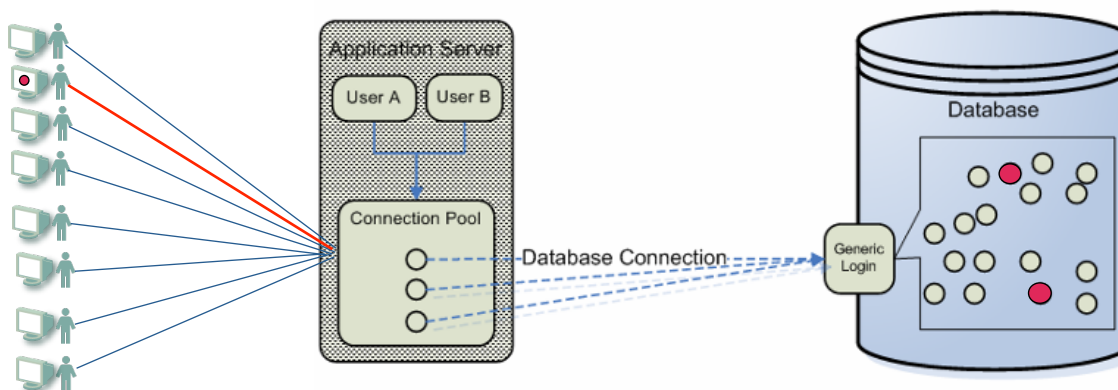 Application Server
User A
User B
Connection Pool
Database Connection
Generic
Login
Database